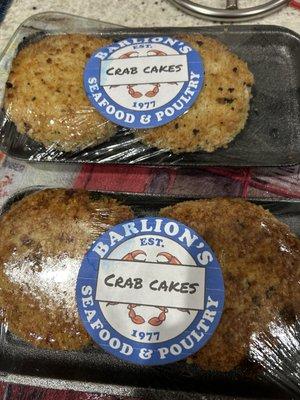 BARLION'S
EST.
CRAB CAKES
1977
SEAFOOD & POULTRY
BARLION'S
EST.
CRAB CAKES
1977
SEAFOOD & POULTRY